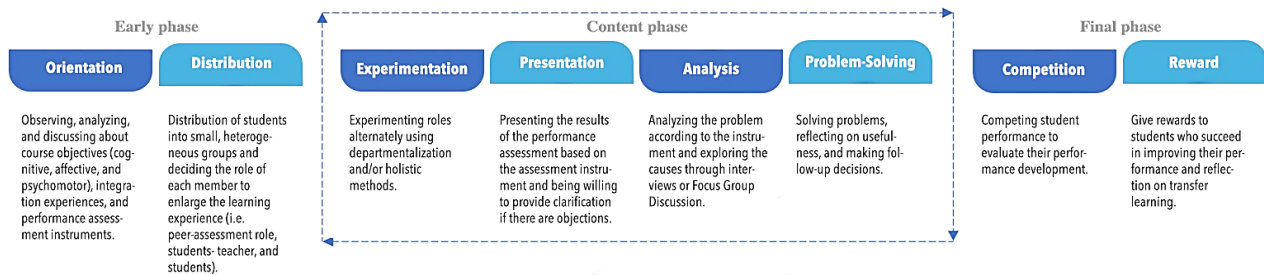 Early phase
Orientation
Observing, analyzing,
and discussing about
course objectives (cog-
nitive, affective, and
psychomotor), integra-
tion experiences, and
performance assess-
ment instruments.
Distribution
Distribution of students
into small, heteroge-
neous groups and
deciding the role of
each member to
enlarge the learning
experience (i.e.
peer-assessment role,
students- teacher, and
students).
Content phase
Experimentation
Experimenting roles
alternately using
departmentalization
and/or holistic
methods.
Presentation
Presenting the results
of the performance
assessment based on
the assessment instru-
ment and being willing
to provide clarification
if there are objections.
Analysis
Analyzing the problem
according to the instru-
ment and exploring the
causes through inter-
views or Focus Group
Discussion.
Problem-Solving
Solving problems,
reflecting on useful-
ness, and making fol-
low-up decisions.
Final phase
Competition
Competing student
performance to
evaluate their perfor-
mance development.
Reward
Give rewards to
students who succeed
in improving their per-
formance and reflec-
tion on transfer
learning.